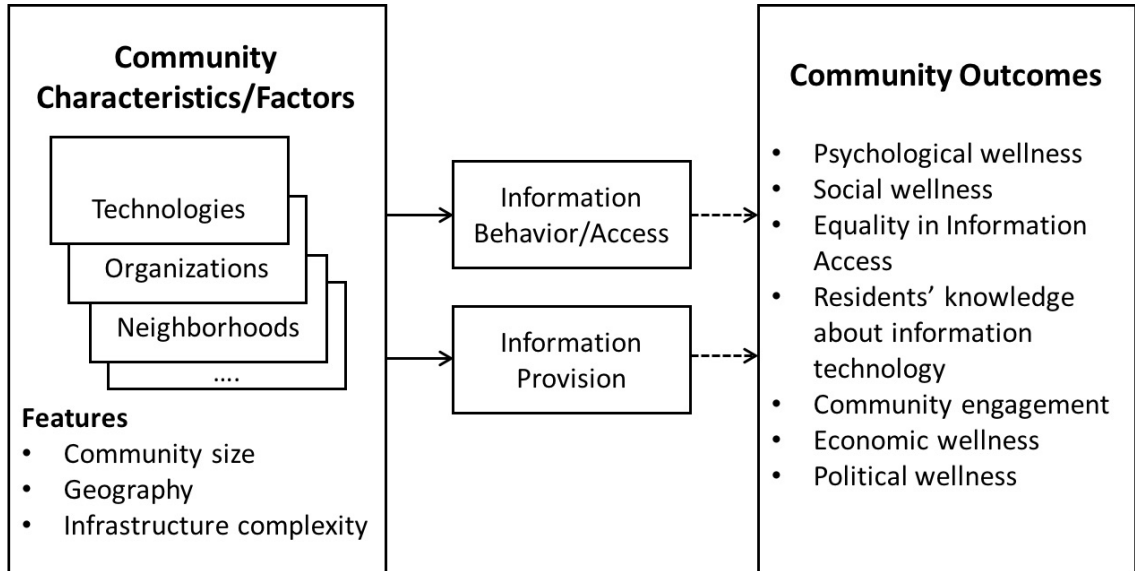 Community
Characteristics/Factors
Technologies
Organizations
Neighborhoods
....
Features
• Community size
• Geography
• Infrastructure complexity
Information
Behavior/Access
Information
Provision
Community Outcomes
• Psychological wellness
• Social wellness
• Equality in Information
Access
• Residents’ knowledge
about information
technology
• Community engagement
• Economic wellness
• Political wellness